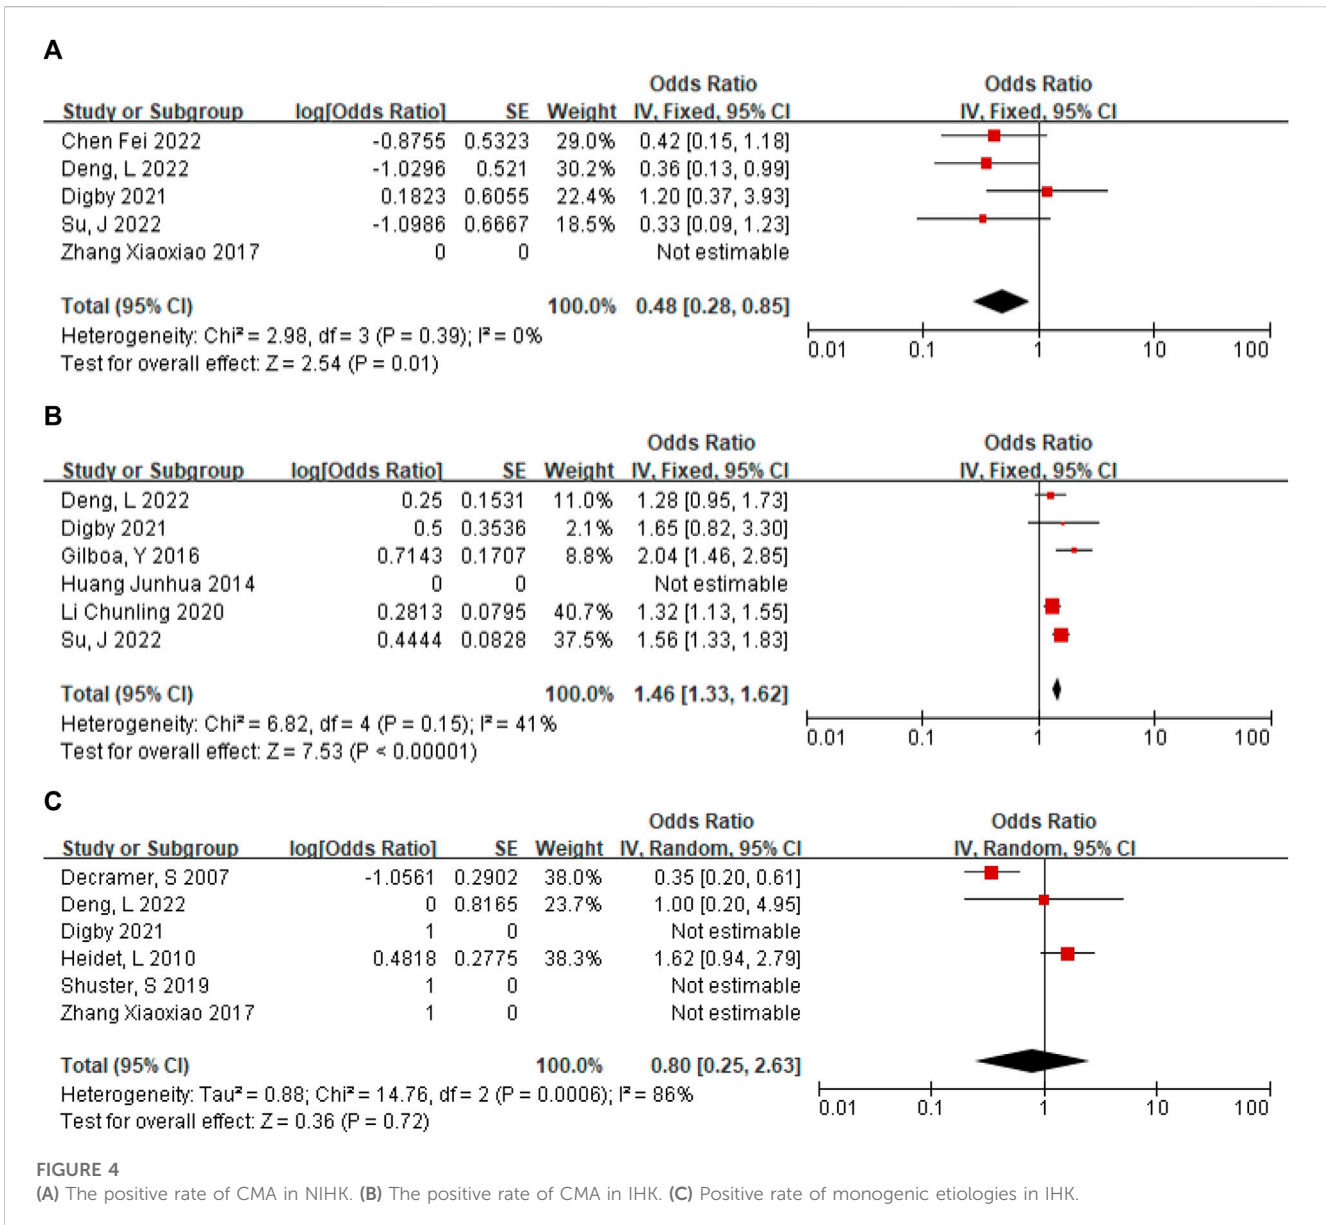 A
Odds Ratio Odds Ratio
Study or Subgroup log[Odds Ratio] SE Weight IV, Fixed, 95% CI IV, Fixed, 95% CI
Chen Fei 2022 -0.8755 0.5323 29.0% 0.42 [0.15, 1.18]
Deng, L 2022 -1.0296 0.521 30.2% 0.36 [0.13, 0.99]
Digby 2021 0.1823 0.6055 22.4% 1.20 [0.37, 3.93]
Su, J 2022 -1.0986 0.6667 18.5% 0.33 [0.09, 1.23]
Zhang Xiaoxiao 2017 0 0 Not estimable
Total (95% CI) 100.0% 0.48 [0.28, 0.85]
Heterogeneity: Chi² = 2.98, df = 3 (P = 0.39); I² = 0%
Test for overall effect: Z = 2.54 (P = 0.01)
0.01 0.1 1 10 100
B
Odds Ratio Odds Ratio
Study or Subgroup log[Odds Ratio] SE Weight IV, Fixed, 95% CI IV, Fixed, 95% CI
Deng, L 2022 0.25 0.1531 11.0% 1.28 [0.95, 1.73]
Digby 2021 0.5 0.3536 2.1% 1.65 [0.82, 3.30]
Gilboa, Y 2016 0.7143 0.1707 8.8% 2.04 [1.46, 2.85]
Huang Junhua 2014 0 0 Not estimable
Li Chunling 2020 0.2813 0.0795 40.7% 1.32 [1.13, 1.55]
Su, J 2022 0.4444 0.0828 37.5% 1.56 [1.33, 1.83]
Total (95% CI) 100.0% 1.46 [1.33, 1.62]
Heterogeneity: Chi² = 6.82, df = 4 (P = 0.15); I² = 41%
Test for overall effect: Z = 7.53 (P < 0.00001)
0.01 0.1 1 10 100
C
Odds Ratio Odds Ratio
Study or Subgroup log[Odds Ratio] SE Weight IV, Random, 95% CI IV, Random, 95% CI
Decramer, S 2007 -1.0561 0.2902 38.0% 0.35 [0.20, 0.61]
Deng, L 2022 0 0.8165 23.7% 1.00 [0.20, 4.95]
Digby 2021 1 0 Not estimable
Heidet, L 2010 0.4818 0.2775 38.3% 1.62 [0.94, 2.79]
Shuster, S 2019 1 0 Not estimable
Zhang Xiaoxiao 2017 1 0 Not estimable
Total (95% CI) 100.0% 0.80 [0.25, 2.63]
Heterogeneity: Tau² = 0.88; Chi² = 14.76, df = 2 (P = 0.0006); I² = 86%
Test for overall effect: Z = 0.36 (P = 0.72)
0.01 0.1 1 10 100
FIGURE 4
(A) The positive rate of CMA in NIHK. (B) The positive rate of CMA in IHK. (C) Positive rate of monogenic etiologies in IHK.